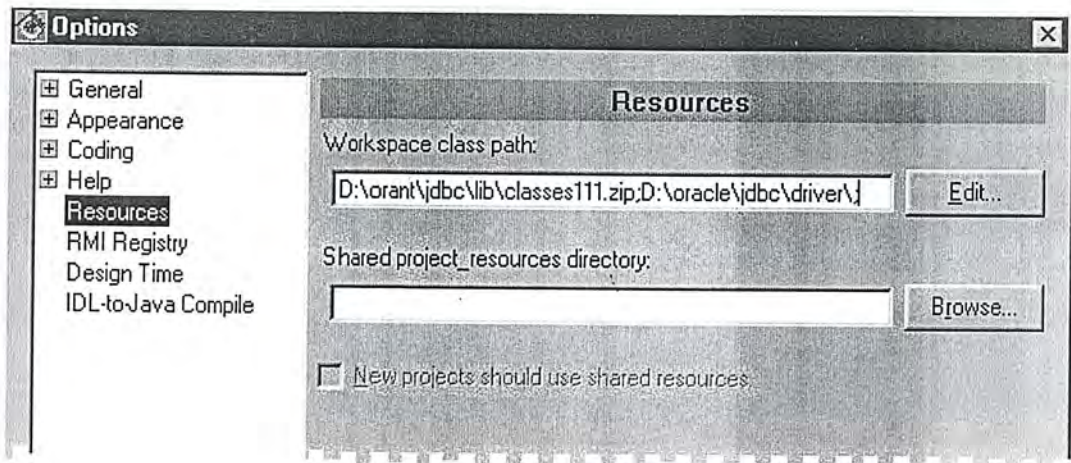 Options
General
Appearance
Coding
Help
Resources
RMI Registry
Design Time
IDL-to-Java Compile
Resources
Workspace class path:
D:\orant\jdbc\lib\classes111.zip;D:\oracle\jdbc\driver\;
Edit...
Shared project_resources directory:
Browse...
New projects should use shared resources